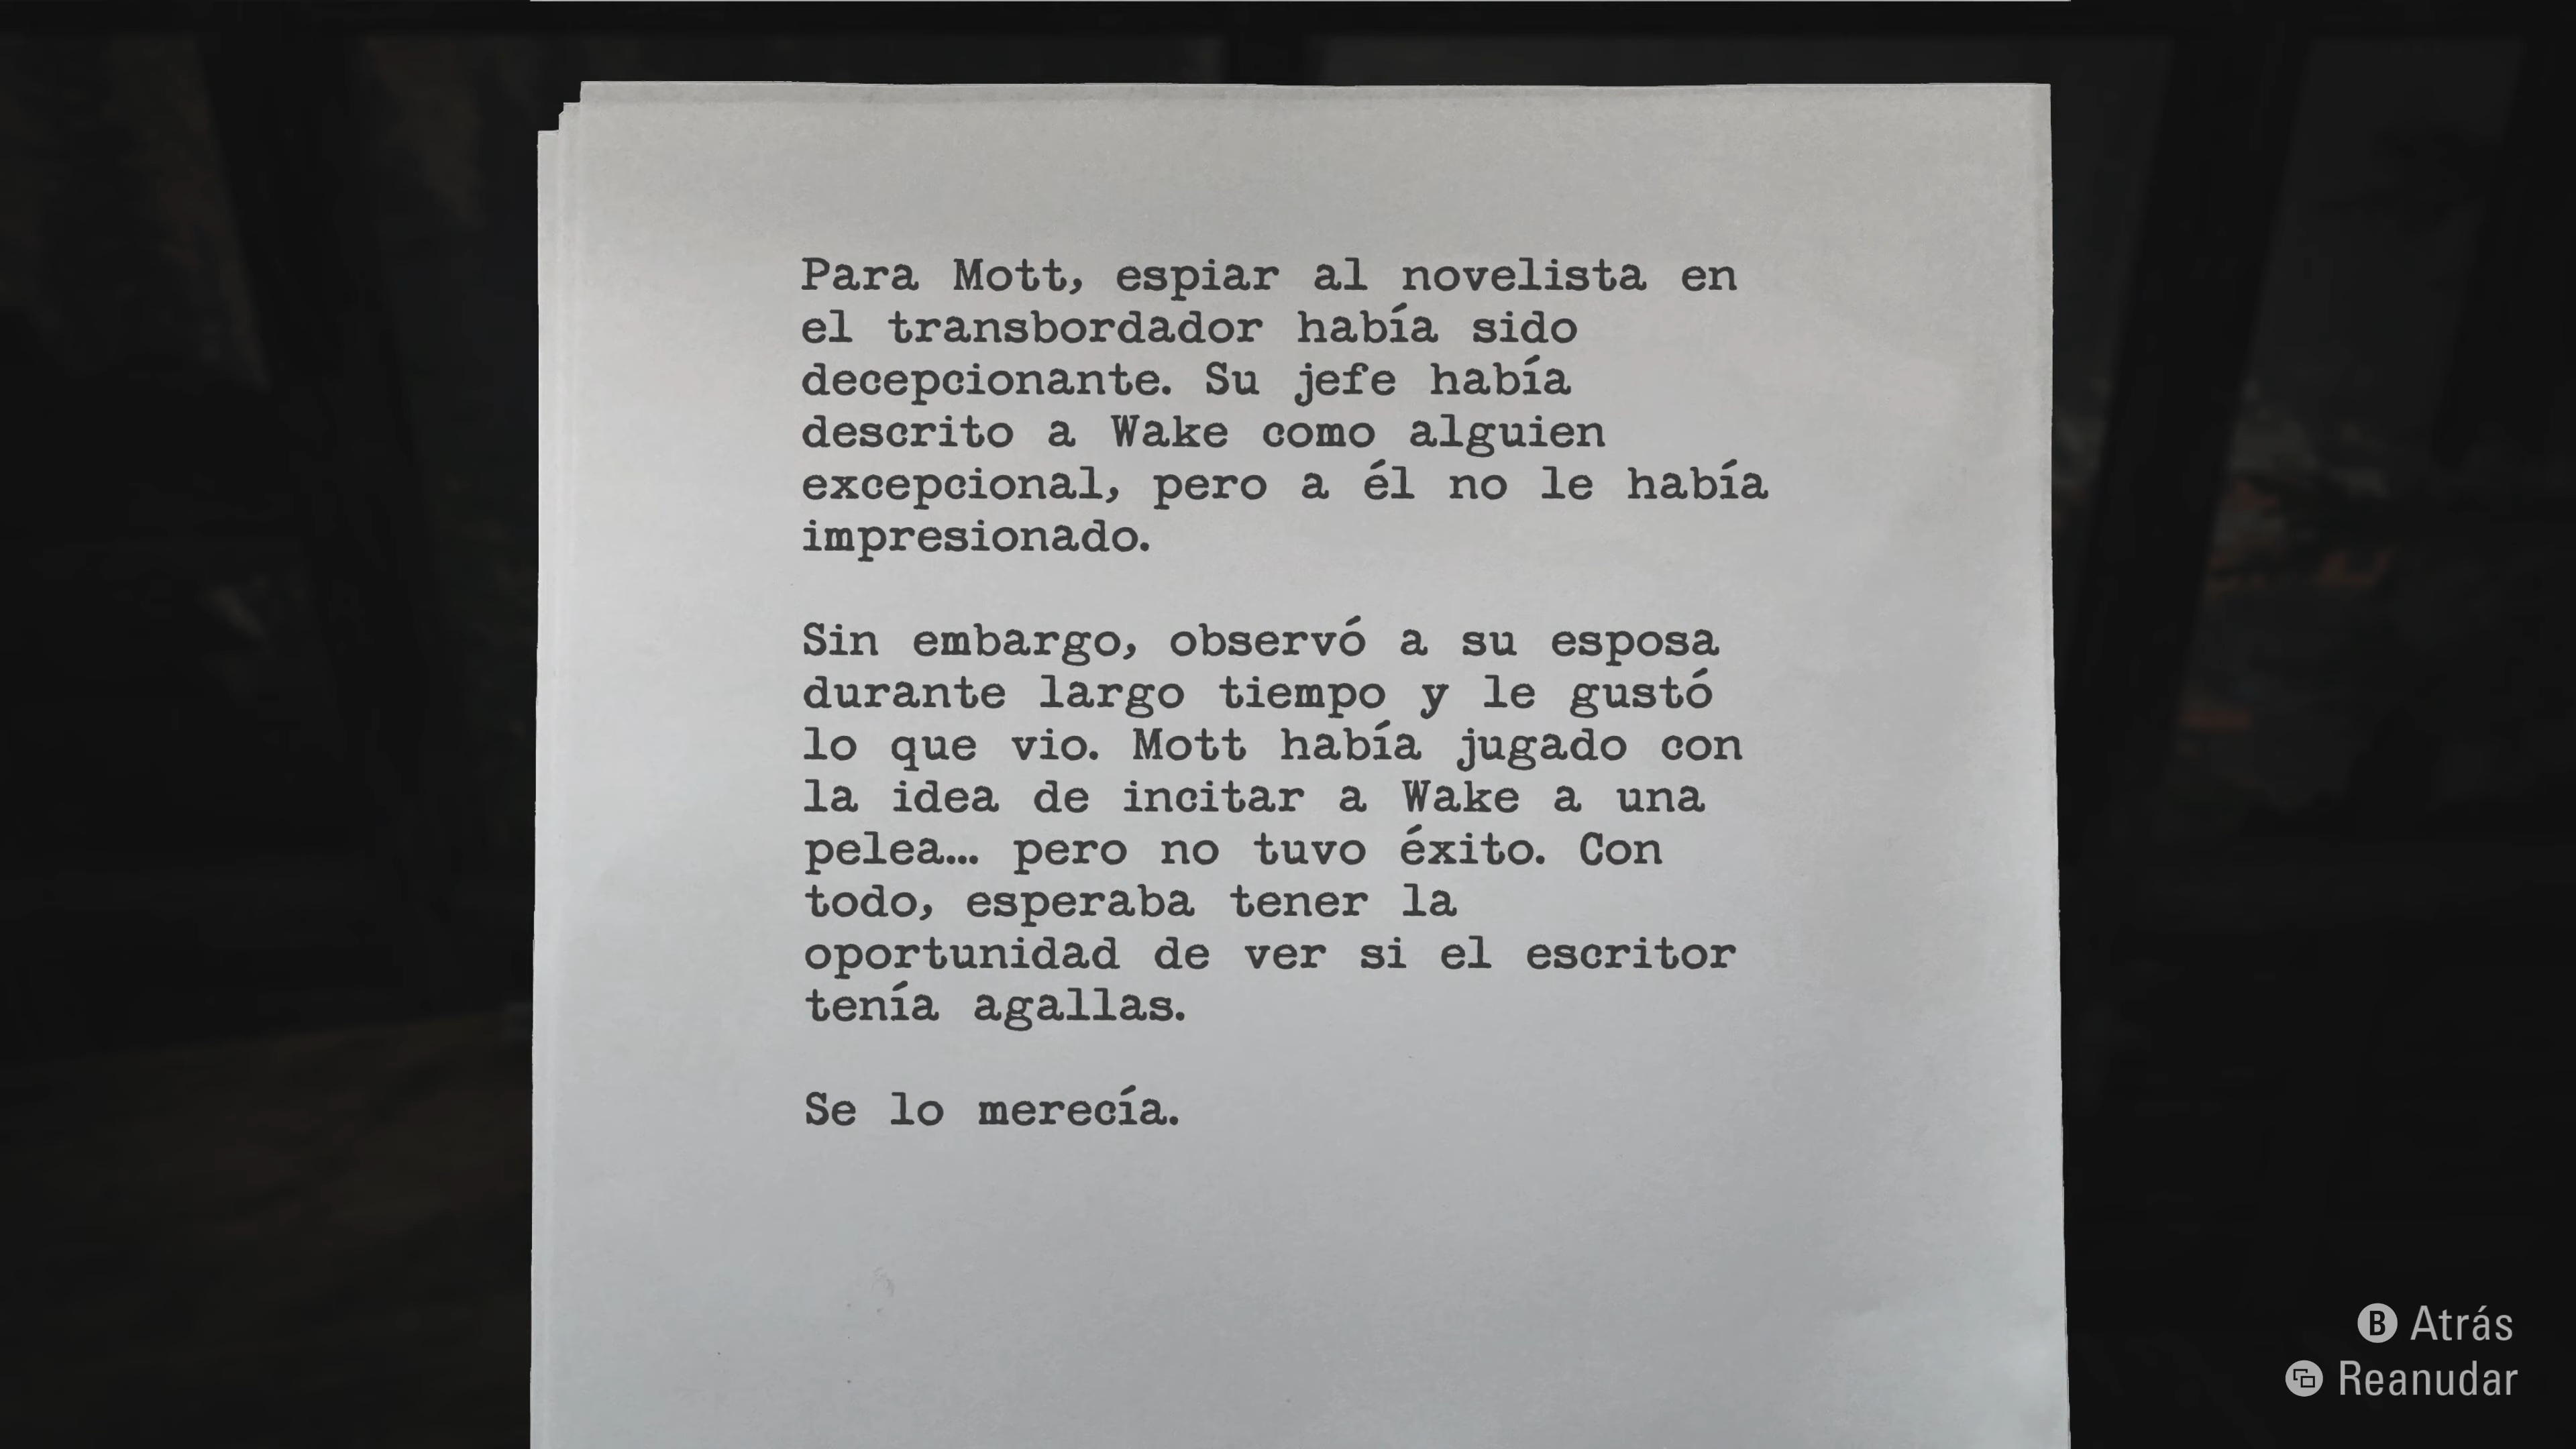 Para Mott, espiar al novelista en
el transbordador había sido
decepcionante. Su jefe había
descrito a Wake como alguien
excepcional, pero a él no le había
impresionado.
Sin embargo, observó a su esposa
durante largo tiempo y le gustó
lo que vio. Mott había jugado con
la idea de incitar a Wake a una
pelea… pero no tuvo éxito. Con
todo, esperaba tener la
oportunidad de ver si el escritor
tenía agallas.
Se lo merecía.
B Atrás
Reanudar